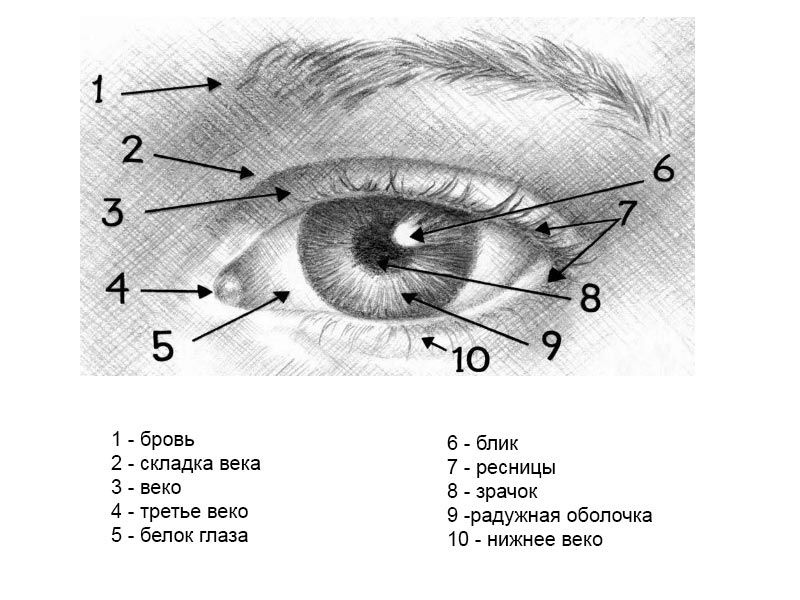 1
2
3
4
5
6
7
8
9
10
1 - бровь
2 - складка века
3 - веко
4 - третье веко
5 - белок глаза
6 - блик
7 - ресницы
8 - зрачок
9 -радужная оболочка
10 - нижнее веко